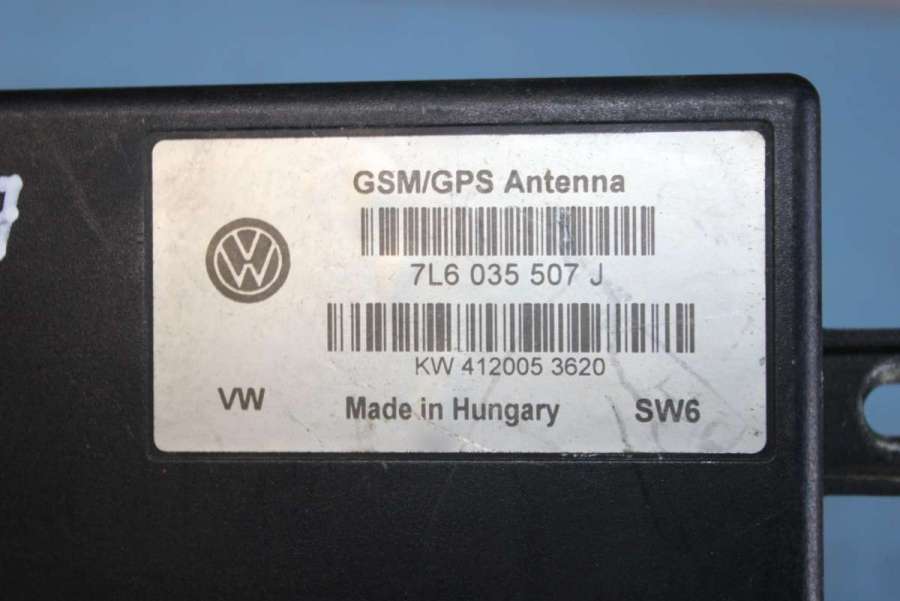 GSM/GPS Antenna
7L6 035 507 J
KW 412005 3620
VW Made in Hungary SW6